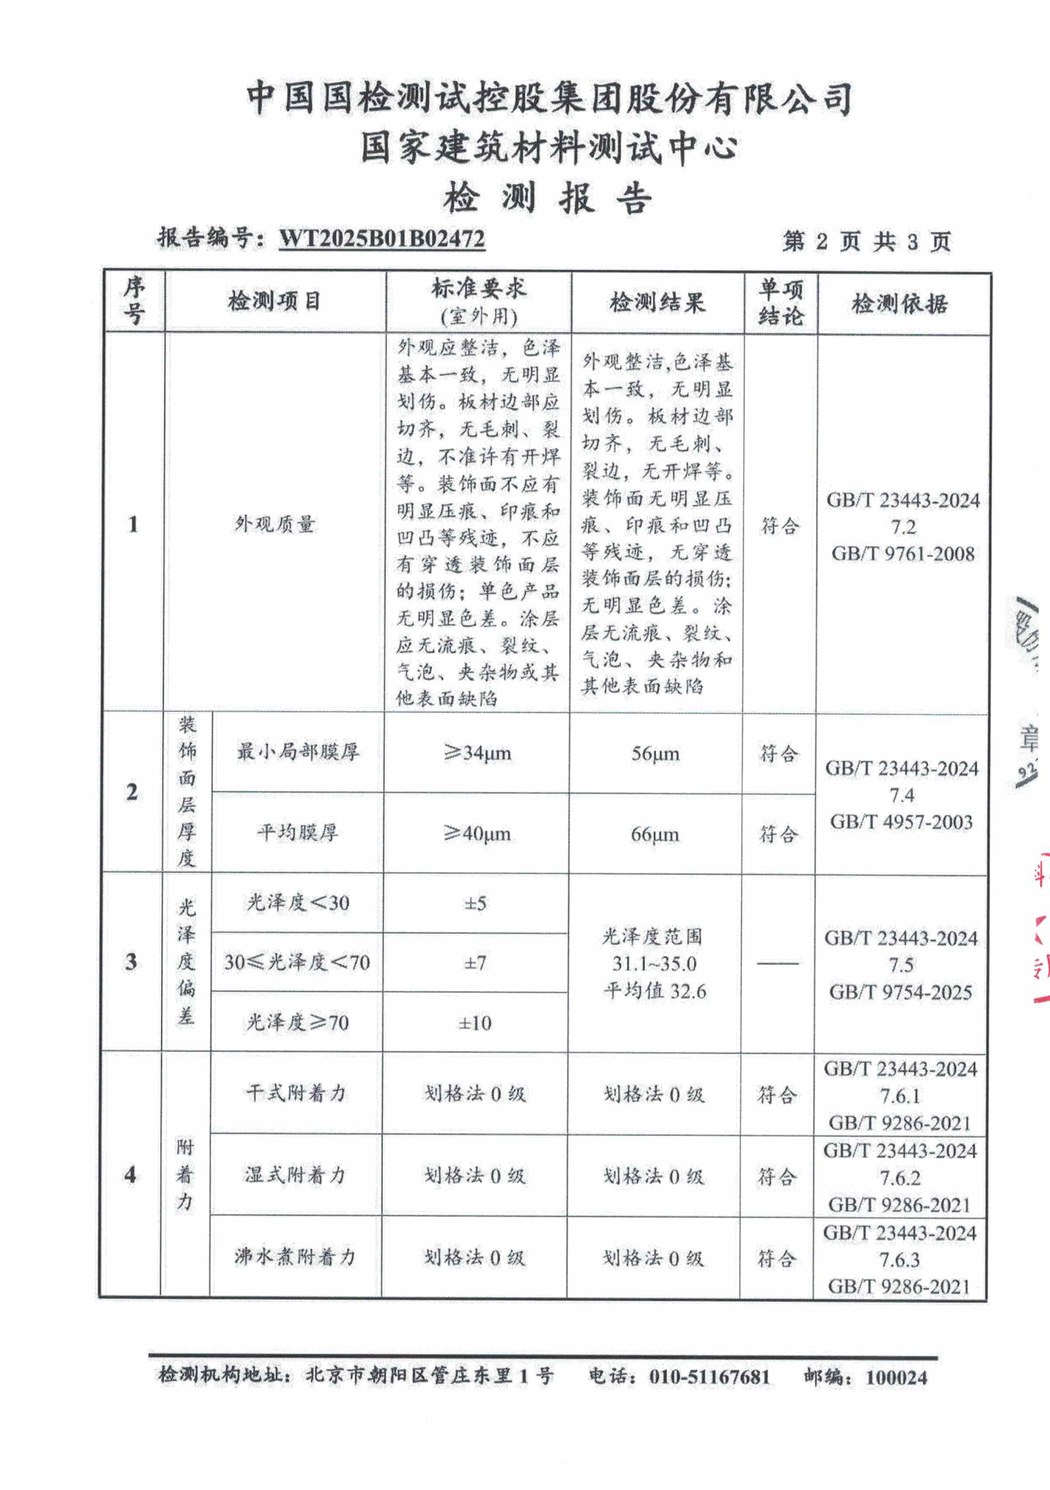 中国国检测试控股集团股份有限公司
国家建筑材料测试中心
检测报告
报告编号：WT2025B01B02472
第 2 页 共 3 页
序号
检测项目
标准要求
(室外用)
检测结果
单项
结论
检测依据
1
外观质量
外观应整洁，色泽
基本一致，无明显
划伤。板材边部应
切齐，无毛刺、裂
边，不准许有开焊
等。装饰面不应有
明显压痕、印痕和
凹凸等残迹，不应
有穿透装饰面层
的损伤；单色产品
无明显色差。涂层
应无流痕、裂纹、
气泡、夹杂物或其
他表面缺陷
外观整洁,色泽基
本一致，无明显
划伤。板材边部
切齐，无毛刺、
裂边，无开焊等。
装饰面无明显压
痕、印痕和凹凸
等残迹，无穿透
装饰面层的损伤;
无明显色差。涂
层无流痕、裂纹、
气泡、夹杂物和
其他表面缺陷
符合
GB/T 23443-2024
7.2
GB/T 9761-2008
2
装饰面层厚度
最小局部膜厚
≥34μm
56μm
符合
平均膜厚
≥40μm
66μm
符合
GB/T 23443-2024
7.4
GB/T 4957-2003
3
光泽度偏差
光泽度＜30
±5
30≤光泽度＜70
±7
光泽度≥70
±10
光泽度范围
31.1~35.0
平均值 32.6
——
GB/T 23443-2024
7.5
GB/T 9754-2025
4
附着力
干式附着力
划格法 0 级
划格法 0 级
符合
GB/T 23443-2024
7.6.1
GB/T 9286-2021
湿式附着力
划格法 0 级
划格法 0 级
符合
GB/T 23443-2024
7.6.2
GB/T 9286-2021
沸水煮附着力
划格法 0 级
划格法 0 级
符合
GB/T 23443-2024
7.6.3
GB/T 9286-2021
检测机构地址：北京市朝阳区管庄东里 1 号 电话：010-51167681 邮编：100024
股份
章
92